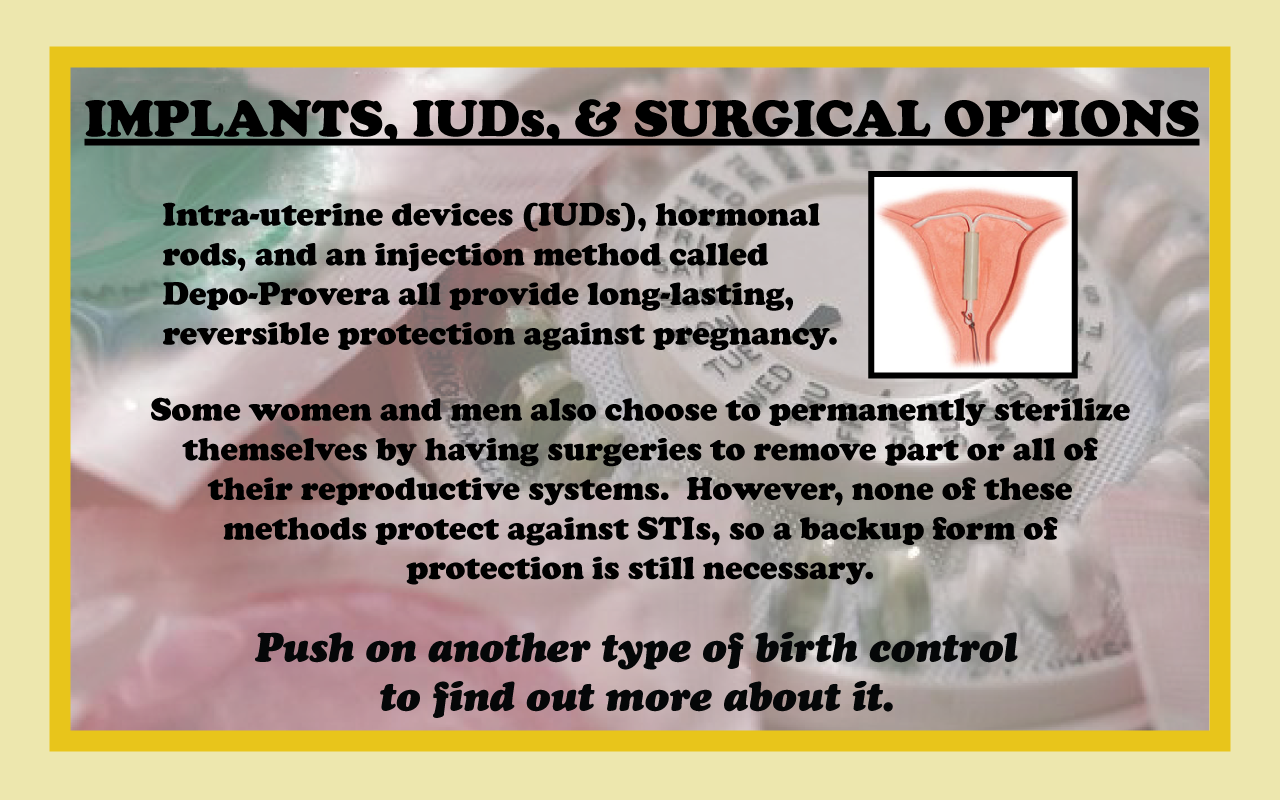 IMPLANTS, IUDs, & SURGICAL OPTIONS
Intra-uterine devices (IUDs), hormonal
rods, and an injection method called
Depo-Provera all provide long-lasting,
reversible protection against pregnancy.
Some women and men also choose to permanently sterilize
themselves by having surgeries to remove part or all of
their reproductive systems.  However, none of these
methods protect against STIs, so a backup form of
protection is still necessary.
Push on another type of birth control
to find out more about it.
TUE
WED